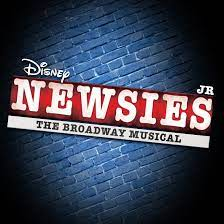 Disney
NEWSIES JR
THE BROADWAY MUSICAL